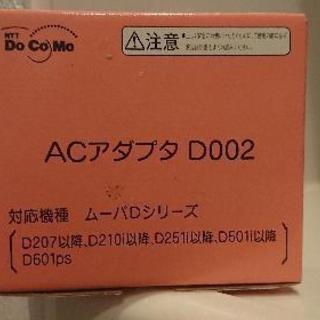 NTT
DoCoMo
注意
ACアダプタ D002
対応機種 ムーバDシリーズ
D207以降、D210i以降、D251i以降、D501i以降
D601ps